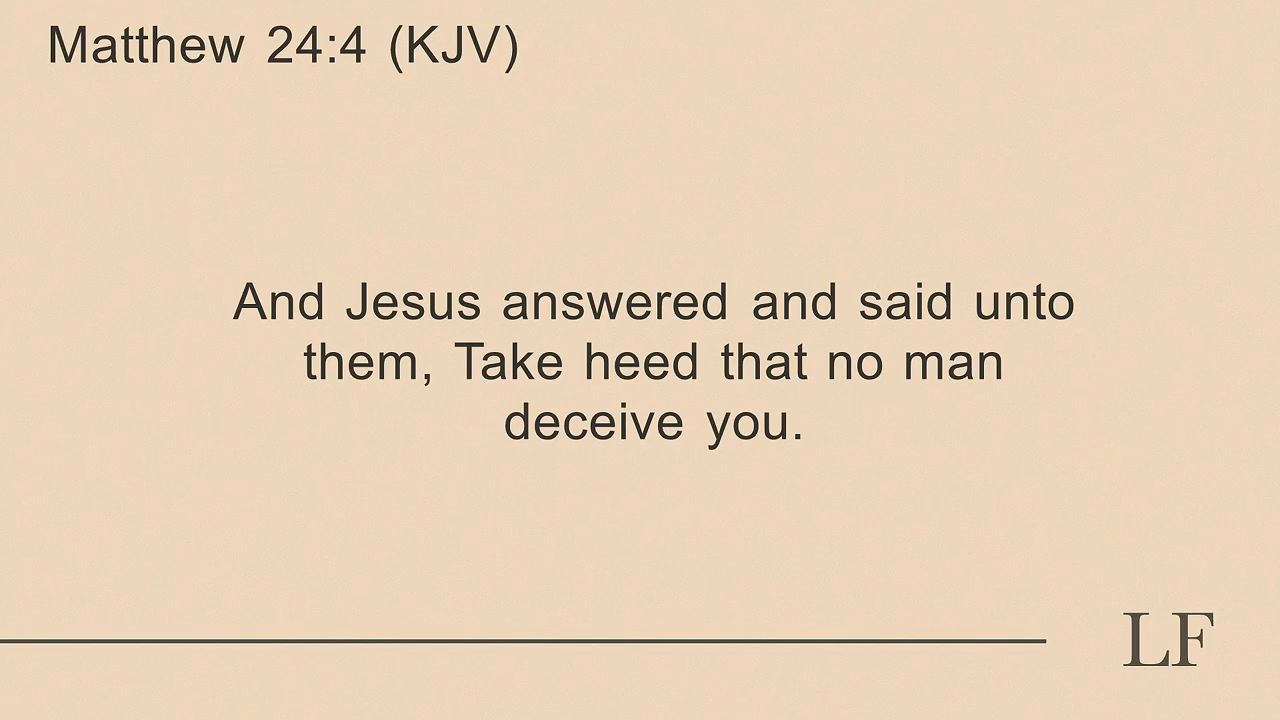 Matthew 24:4 (KJV)
And Jesus answered and said unto
them, Take heed that no man
deceive you.
LF